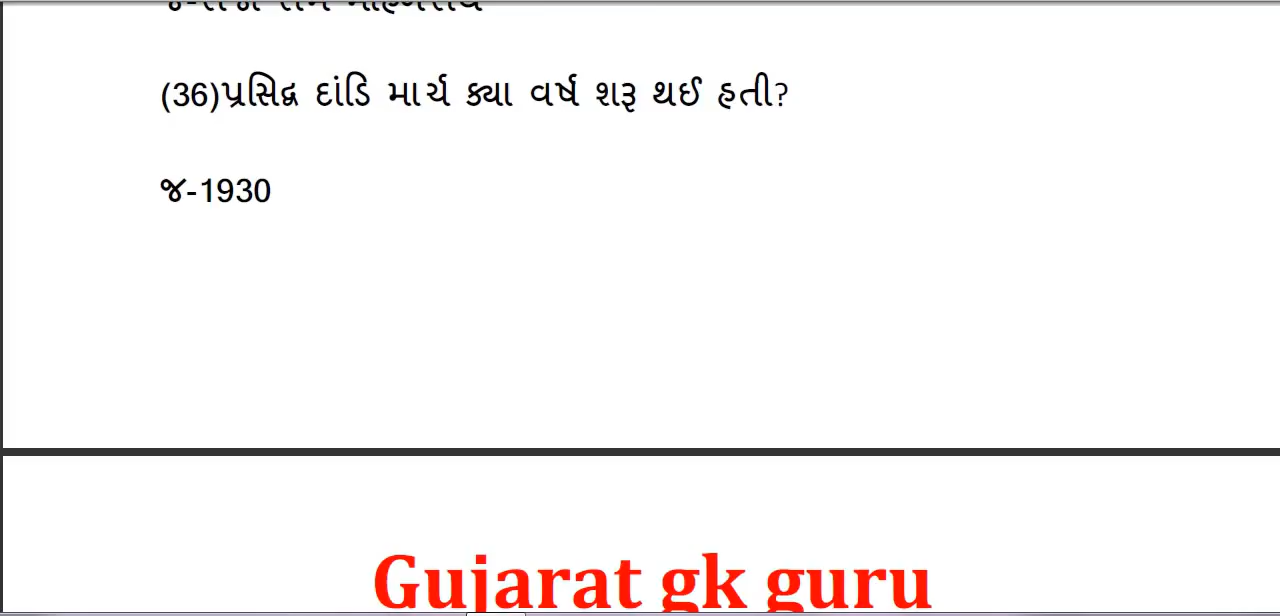 (36)પ્રસિદ્વ દાંડિ માર્ચ ક્યા વર્ષ શરૂ થઈ હતી?
જ-1930
Gujarat gk guru